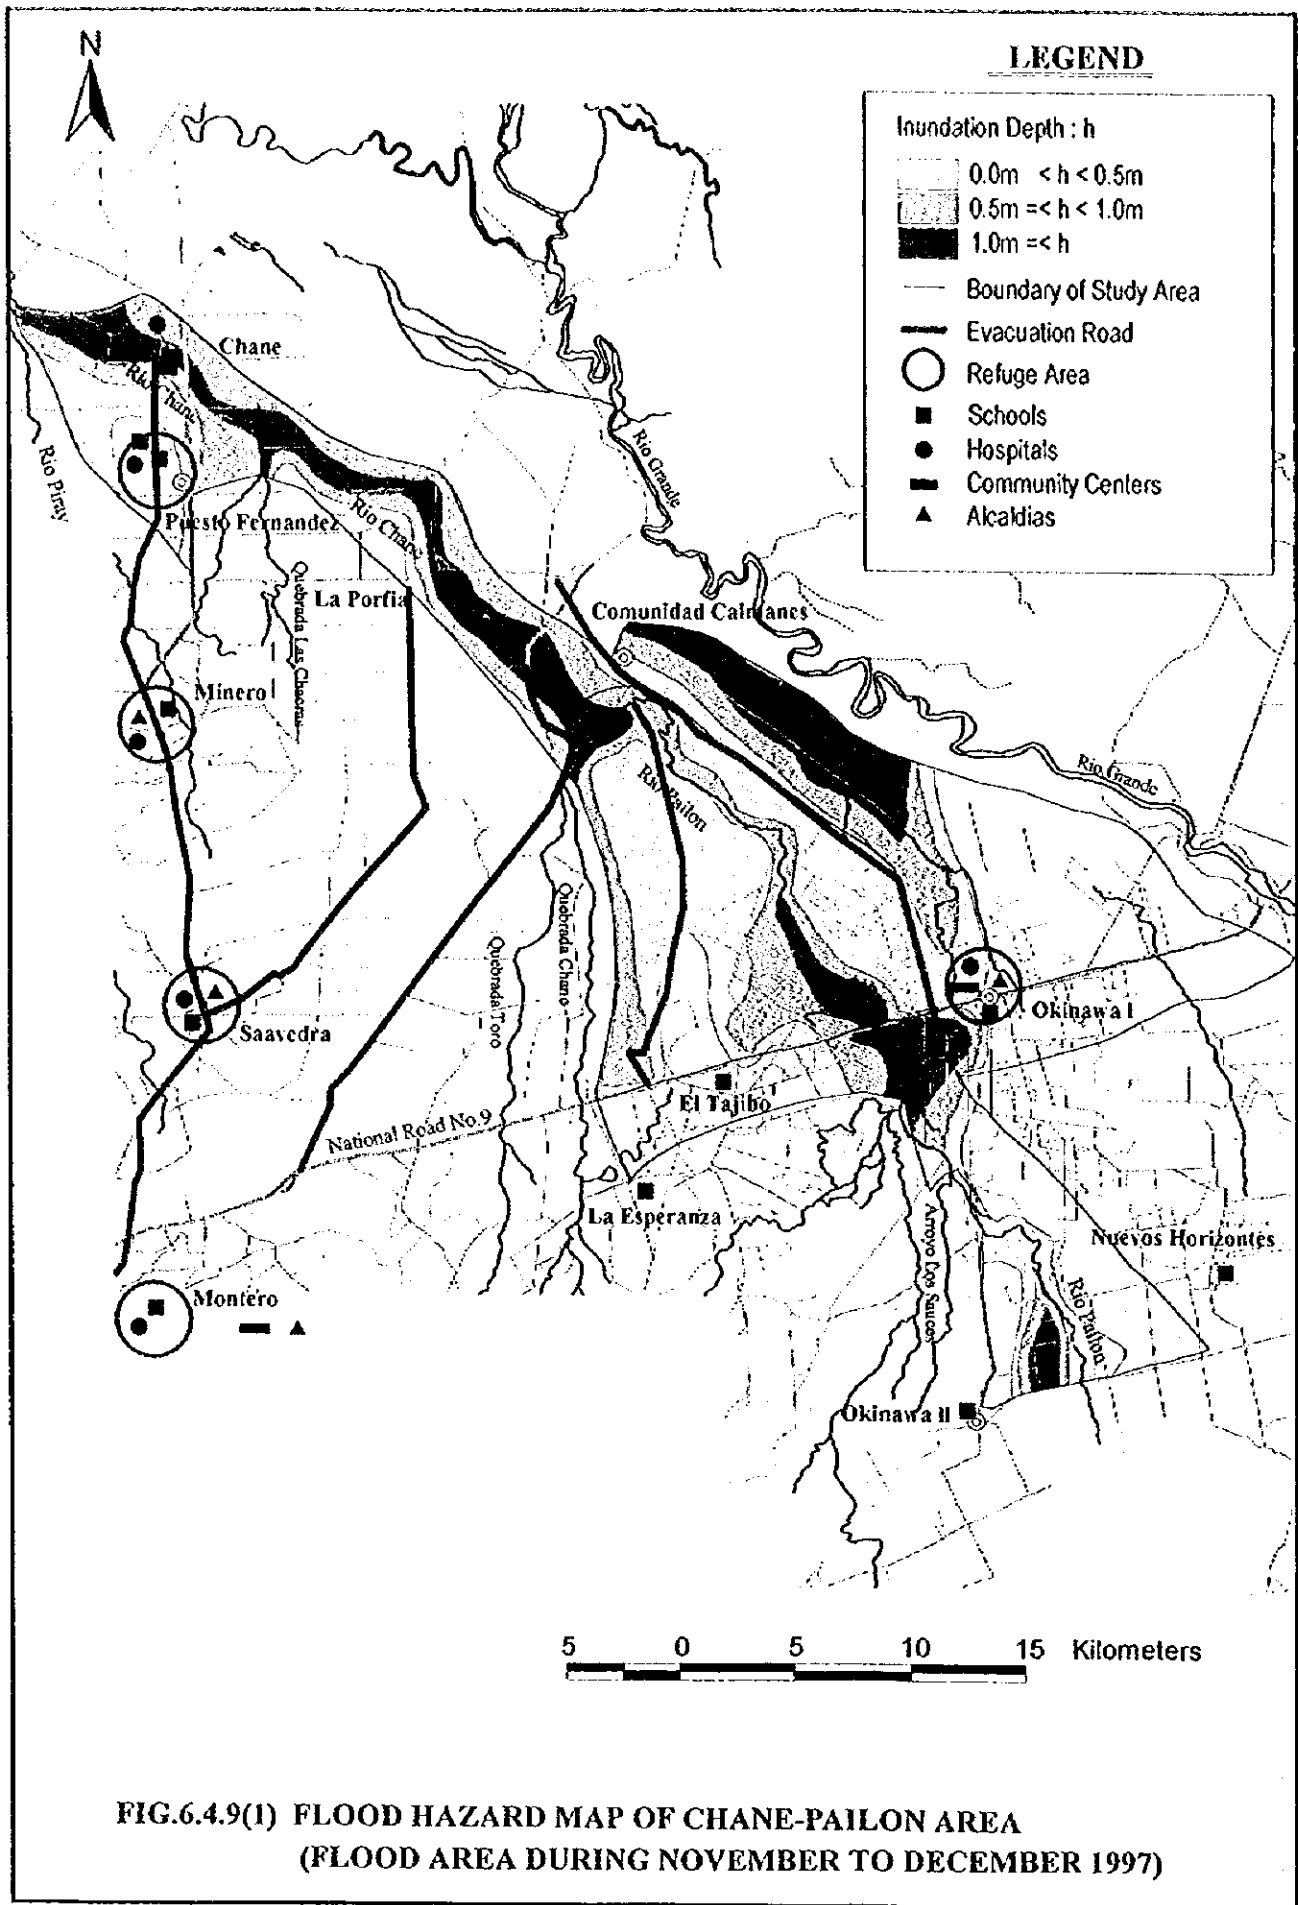 N
LEGEND
Inundation Depth : h
0.0m < h < 0.5m
0.5m =< h < 1.0m
1.0m =< h
Boundary of Study Area
Evacuation Road
Refuge Area
Schools
Hospitals
Community Centers
Alcaldias
Chane
Rio Chane
Rio Piray
Rio Grande
Puesto Fernandez
Rio Chane
Quebrada Las Chacras
La Porfia
Comunidad Caimanes
Minero
Rio Grande
Rio Pailon
Quebrada Chane
Quebrada Toro
Okinawa I
Saavedra
El Tajibo
National Road No.9
La Esperanza
Arroyo Los Sauces
Nuevos Horizontes
Rio Pailon
Montero
Okinawa II
5 0 5 10 15 Kilometers
FIG.6.4.9(1) FLOOD HAZARD MAP OF CHANE-PAILON AREA
(FLOOD AREA DURING NOVEMBER TO DECEMBER 1997)